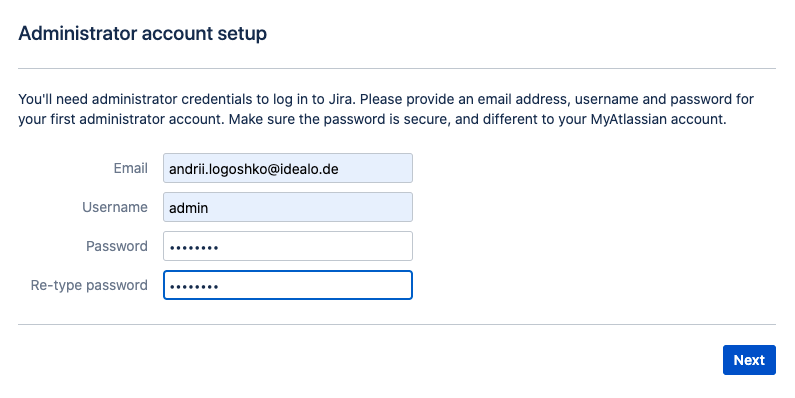 Administrator account setup
You'll need administrator credentials to log in to Jira. Please provide an email address, username and password for
your first administrator account. Make sure the password is secure, and different to your MyAtlassian account.
Email andrii.logoshko@idealo.de
Username admin
Password ••••••••
Re-type password ••••••••
Next